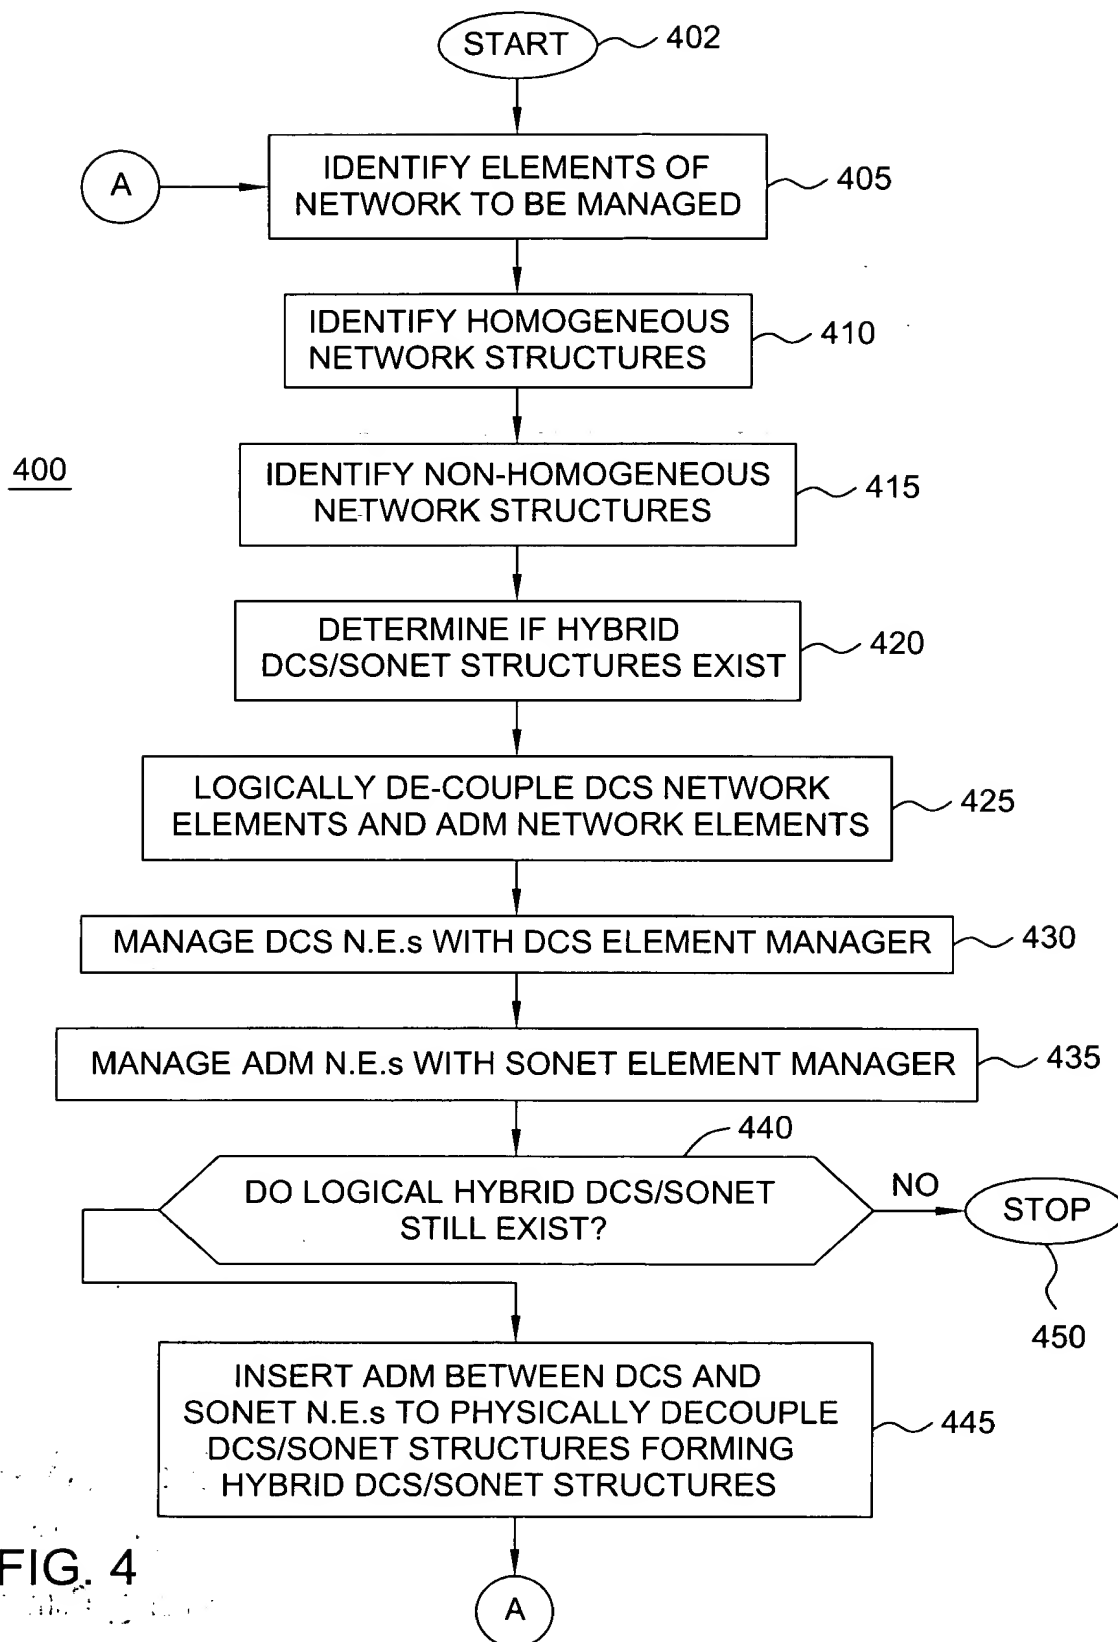 START
402
A
IDENTIFY ELEMENTS OF
NETWORK TO BE MANAGED
405
IDENTIFY HOMOGENEOUS
NETWORK STRUCTURES
410
400
IDENTIFY NON-HOMOGENEOUS
NETWORK STRUCTURES
415
DETERMINE IF HYBRID
DCS/SONET STRUCTURES EXIST
420
LOGICALLY DE-COUPLE DCS NETWORK
ELEMENTS AND ADM NETWORK ELEMENTS
425
MANAGE DCS N.E.s WITH DCS ELEMENT MANAGER
430
MANAGE ADM N.E.s WITH SONET ELEMENT MANAGER
435
440
DO LOGICAL HYBRID DCS/SONET
STILL EXIST?
NO
STOP
450
INSERT ADM BETWEEN DCS AND
SONET N.E.s TO PHYSICALLY DECOUPLE
DCS/SONET STRUCTURES FORMING
HYBRID DCS/SONET STRUCTURES
445
FIG. 4
A